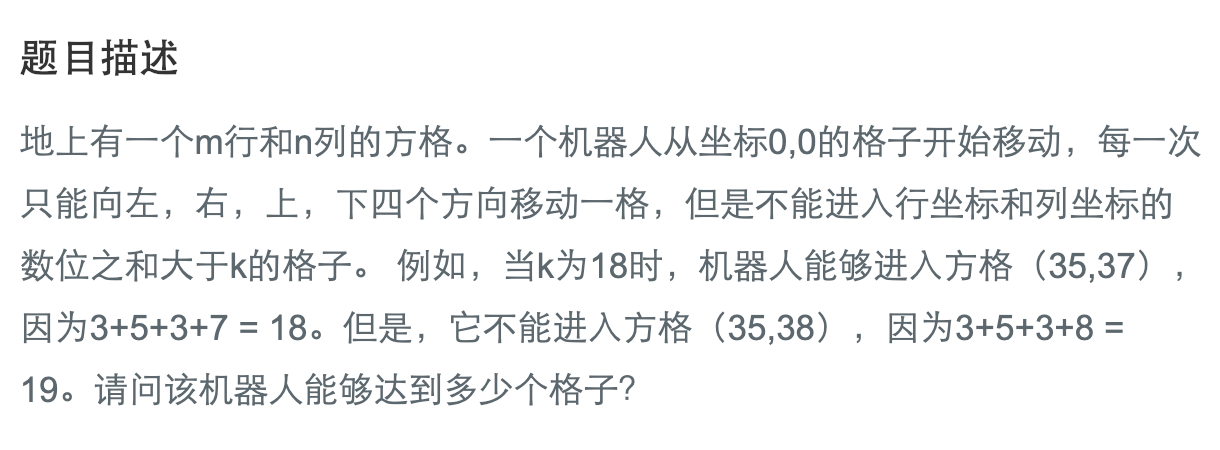 题目描述
地上有一个m行和n列的方格。一个机器人从坐标0,0的格子开始移动，每一次
只能向左，右，上，下四个方向移动一格，但是不能进入行坐标和列坐标的
数位之和大于k的格子。 例如，当k为18时，机器人能够进入方格（35,37），
因为3+5+3+7 = 18。但是，它不能进入方格（35,38），因为3+5+3+8 =
19。请问该机器人能够达到多少个格子？